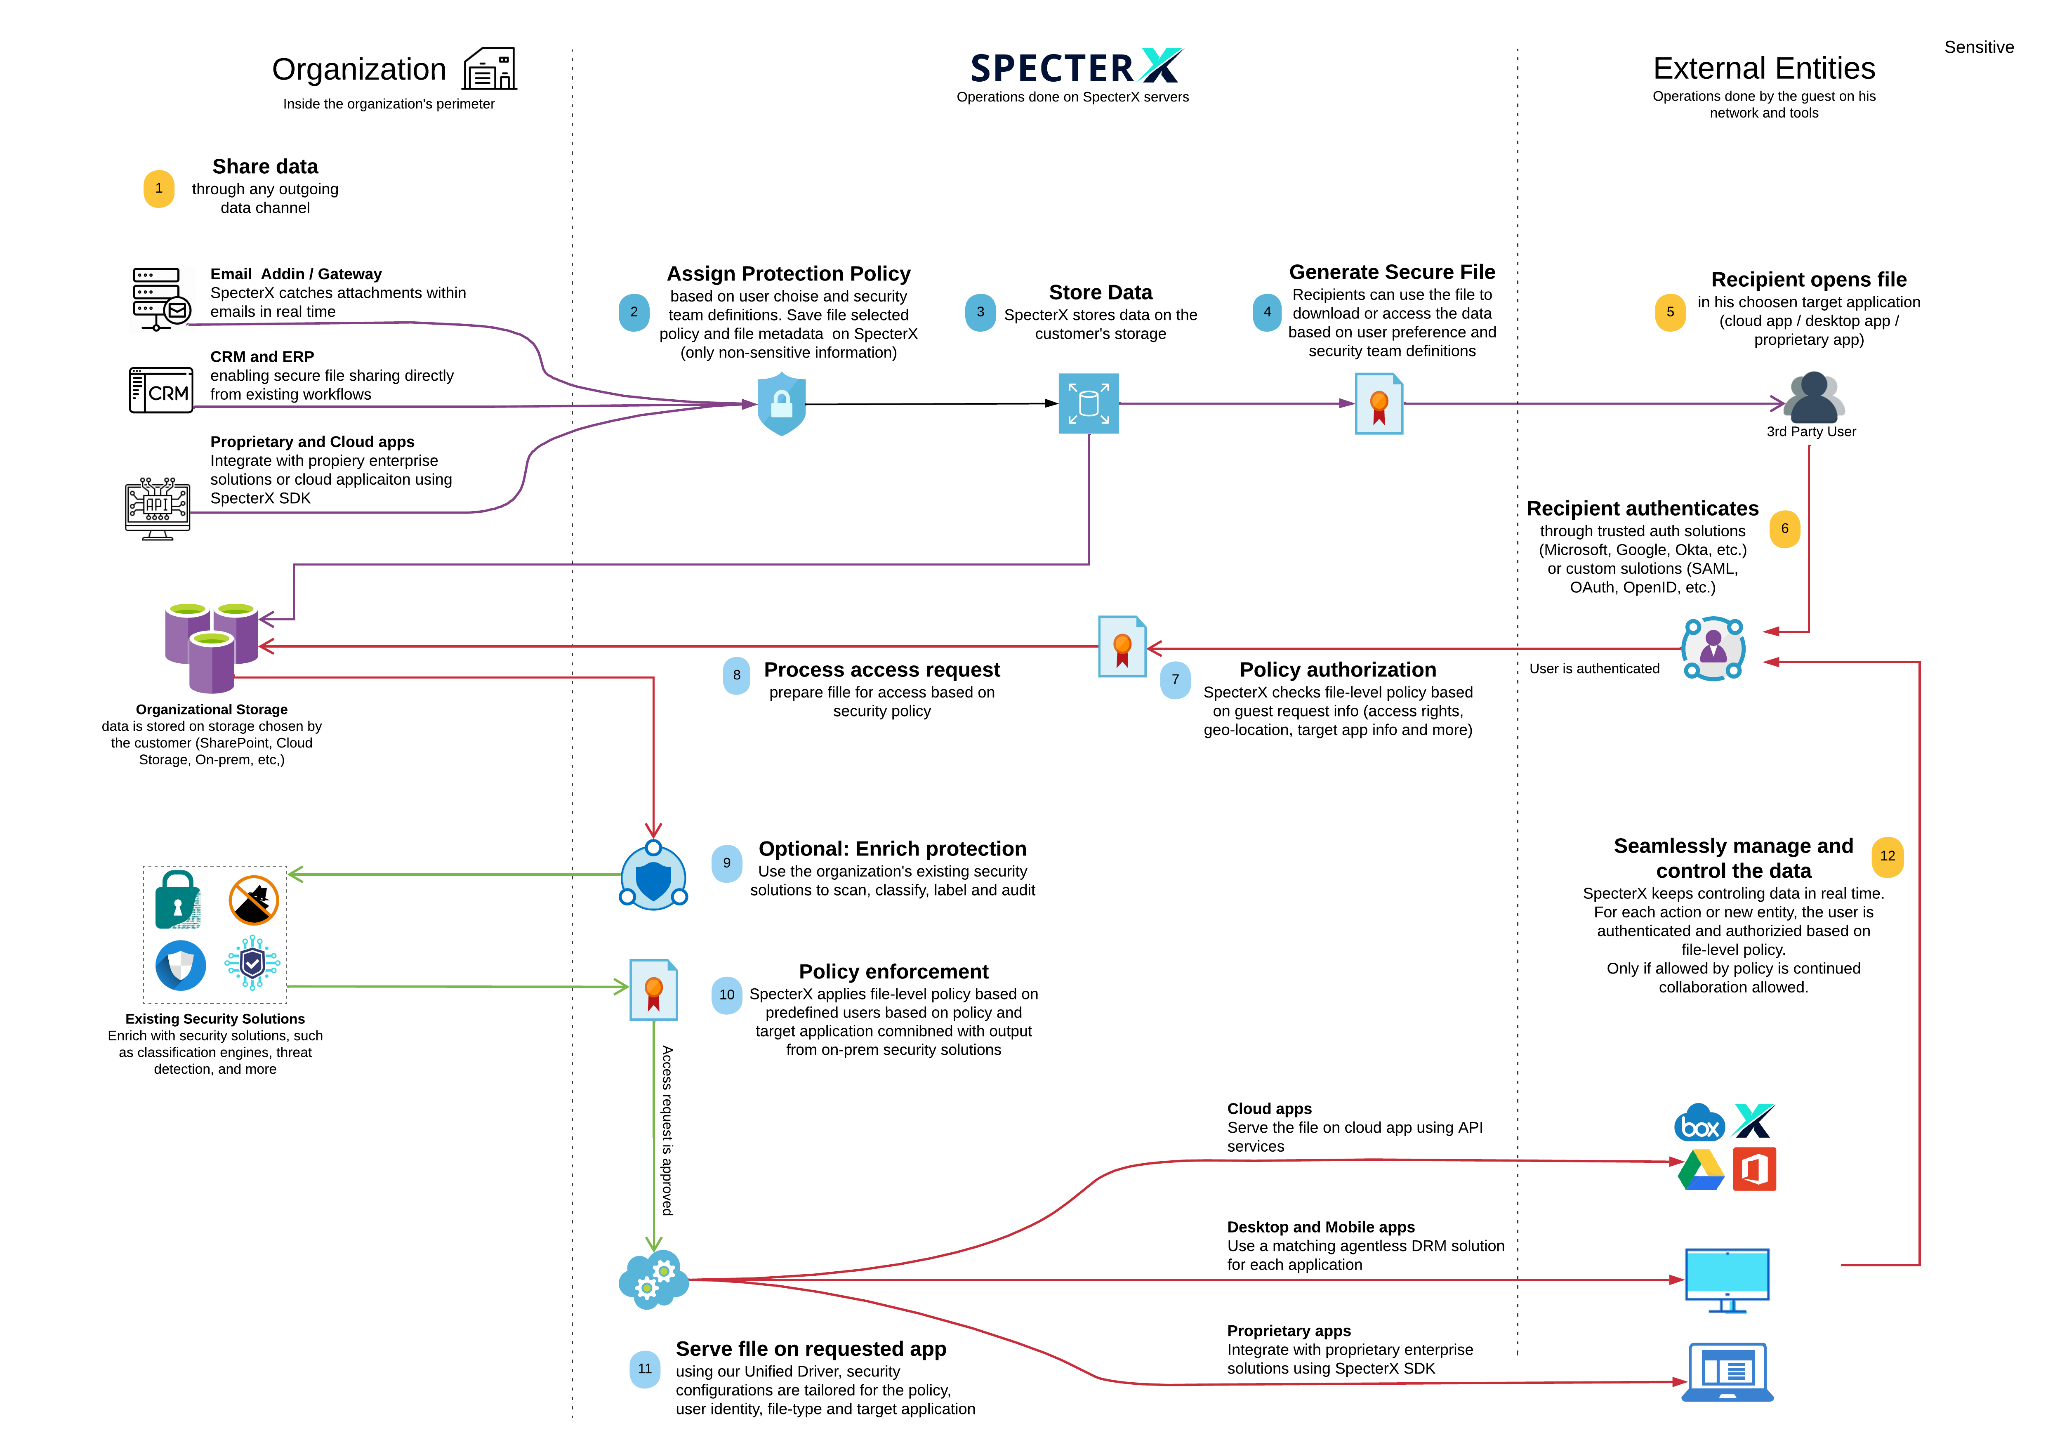 Sensitive
Organization
Inside the organization's perimeter
SPECTERX
Operations done on SpecterX servers
External Entities
Operations done by the guest on his
network and tools
1
Share data
through any outgoing
data channel
Email  Addin / Gateway
SpecterX catches attachments within
emails in real time
CRM and ERP
enabling secure file sharing directly
from existing workflows
CRM
Proprietary and Cloud apps
Integrate with propiery enterprise
solutions or cloud applicaiton using
SpecterX SDK
API
2
Assign Protection Policy
based on user choise and security
team definitions. Save file selected
policy and file metadata  on SpecterX
(only non-sensitive information)
3
Store Data
SpecterX stores data on the
customer's storage
4
Generate Secure File
Recipients can use the file to
download or access the data
based on user preference and
security team definitions
5
Recipient opens file
in his choosen target application
(cloud app / desktop app /
proprietary app)
3rd Party User
Recipient authenticates
6
through trusted auth solutions
(Microsoft, Google, Okta, etc.)
or custom sulotions (SAML,
OAuth, OpenID, etc.)
User is authenticated
7
Policy authorization
SpecterX checks file-level policy based
on guest request info (access rights,
geo-location, target app info and more)
8
Process access request
prepare fille for access based on
security policy
Organizational Storage
data is stored on storage chosen by
the customer (SharePoint, Cloud
Storage, On-prem, etc,)
9
Optional: Enrich protection
Use the organization's existing security
solutions to scan, classify, label and audit
Existing Security Solutions
Enrich with security solutions, such
as classification engines, threat
detection, and more
10
Policy enforcement
SpecterX applies file-level policy based on
predefined users based on policy and
target application comnibned with output
from on-prem security solutions
Access request is approved
11
Serve fIle on requested app
using our Unified Driver, security
configurations are tailored for the policy,
user identity, file-type and target application
Cloud apps
Serve the file on cloud app using API
services
box
Desktop and Mobile apps
Use a matching agentless DRM solution
for each application
Proprietary apps
Integrate with proprietary enterprise
solutions using SpecterX SDK
12
Seamlessly manage and
control the data
SpecterX keeps controling data in real time.
For each action or new entity, the user is
authenticated and authorizied based on
file-level policy.
Only if allowed by policy is continued
collaboration allowed.